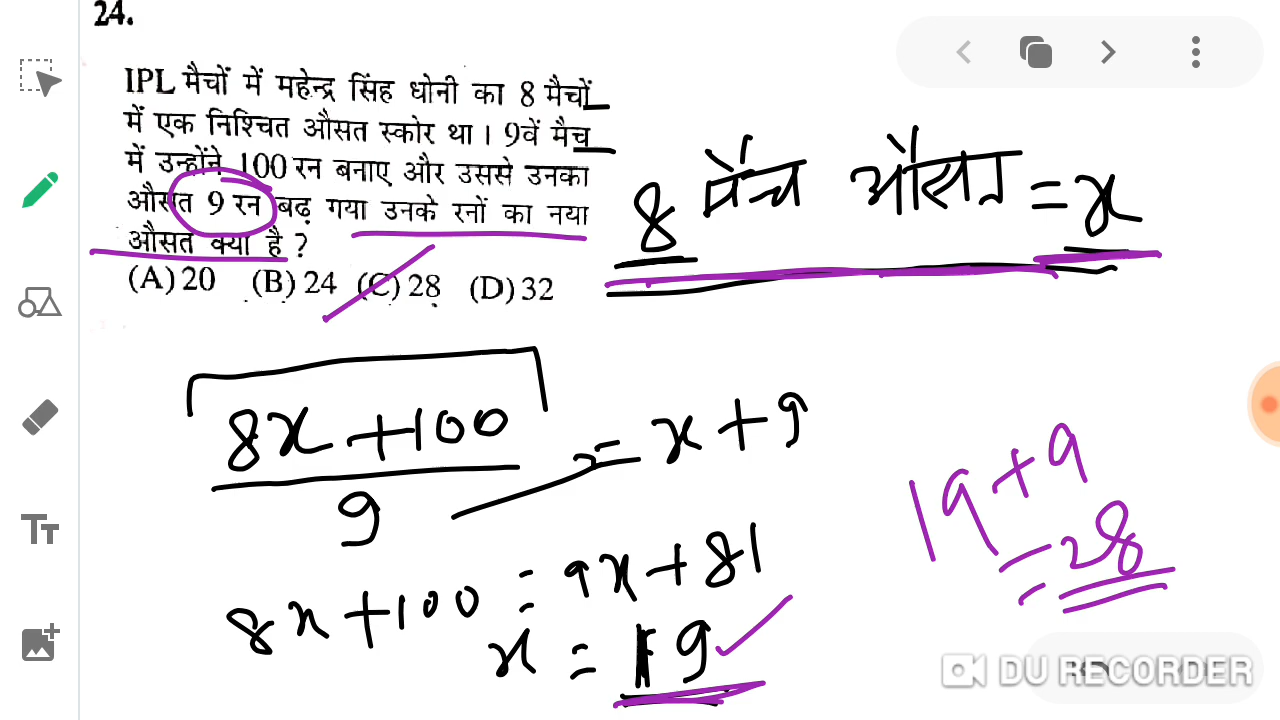 24.
IPL मैचों में महेन्द्र सिंह धोनी का 8 मैचों
में एक निश्चित औसत स्कोर था। 9वें मैच
में उन्होंने 100 रन बनाए और उससे उनका
औसत 9 रन बढ़ गया उनके रनों का नया
औसत क्या है ?
(A) 20 (B) 24 (C) 28 (D) 32
8 मैच औसत = x
8x + 100
= x + 9
9
8x + 100 = 9x + 81
x = 19
19 + 9
= 28
Tт
DU RECORDER